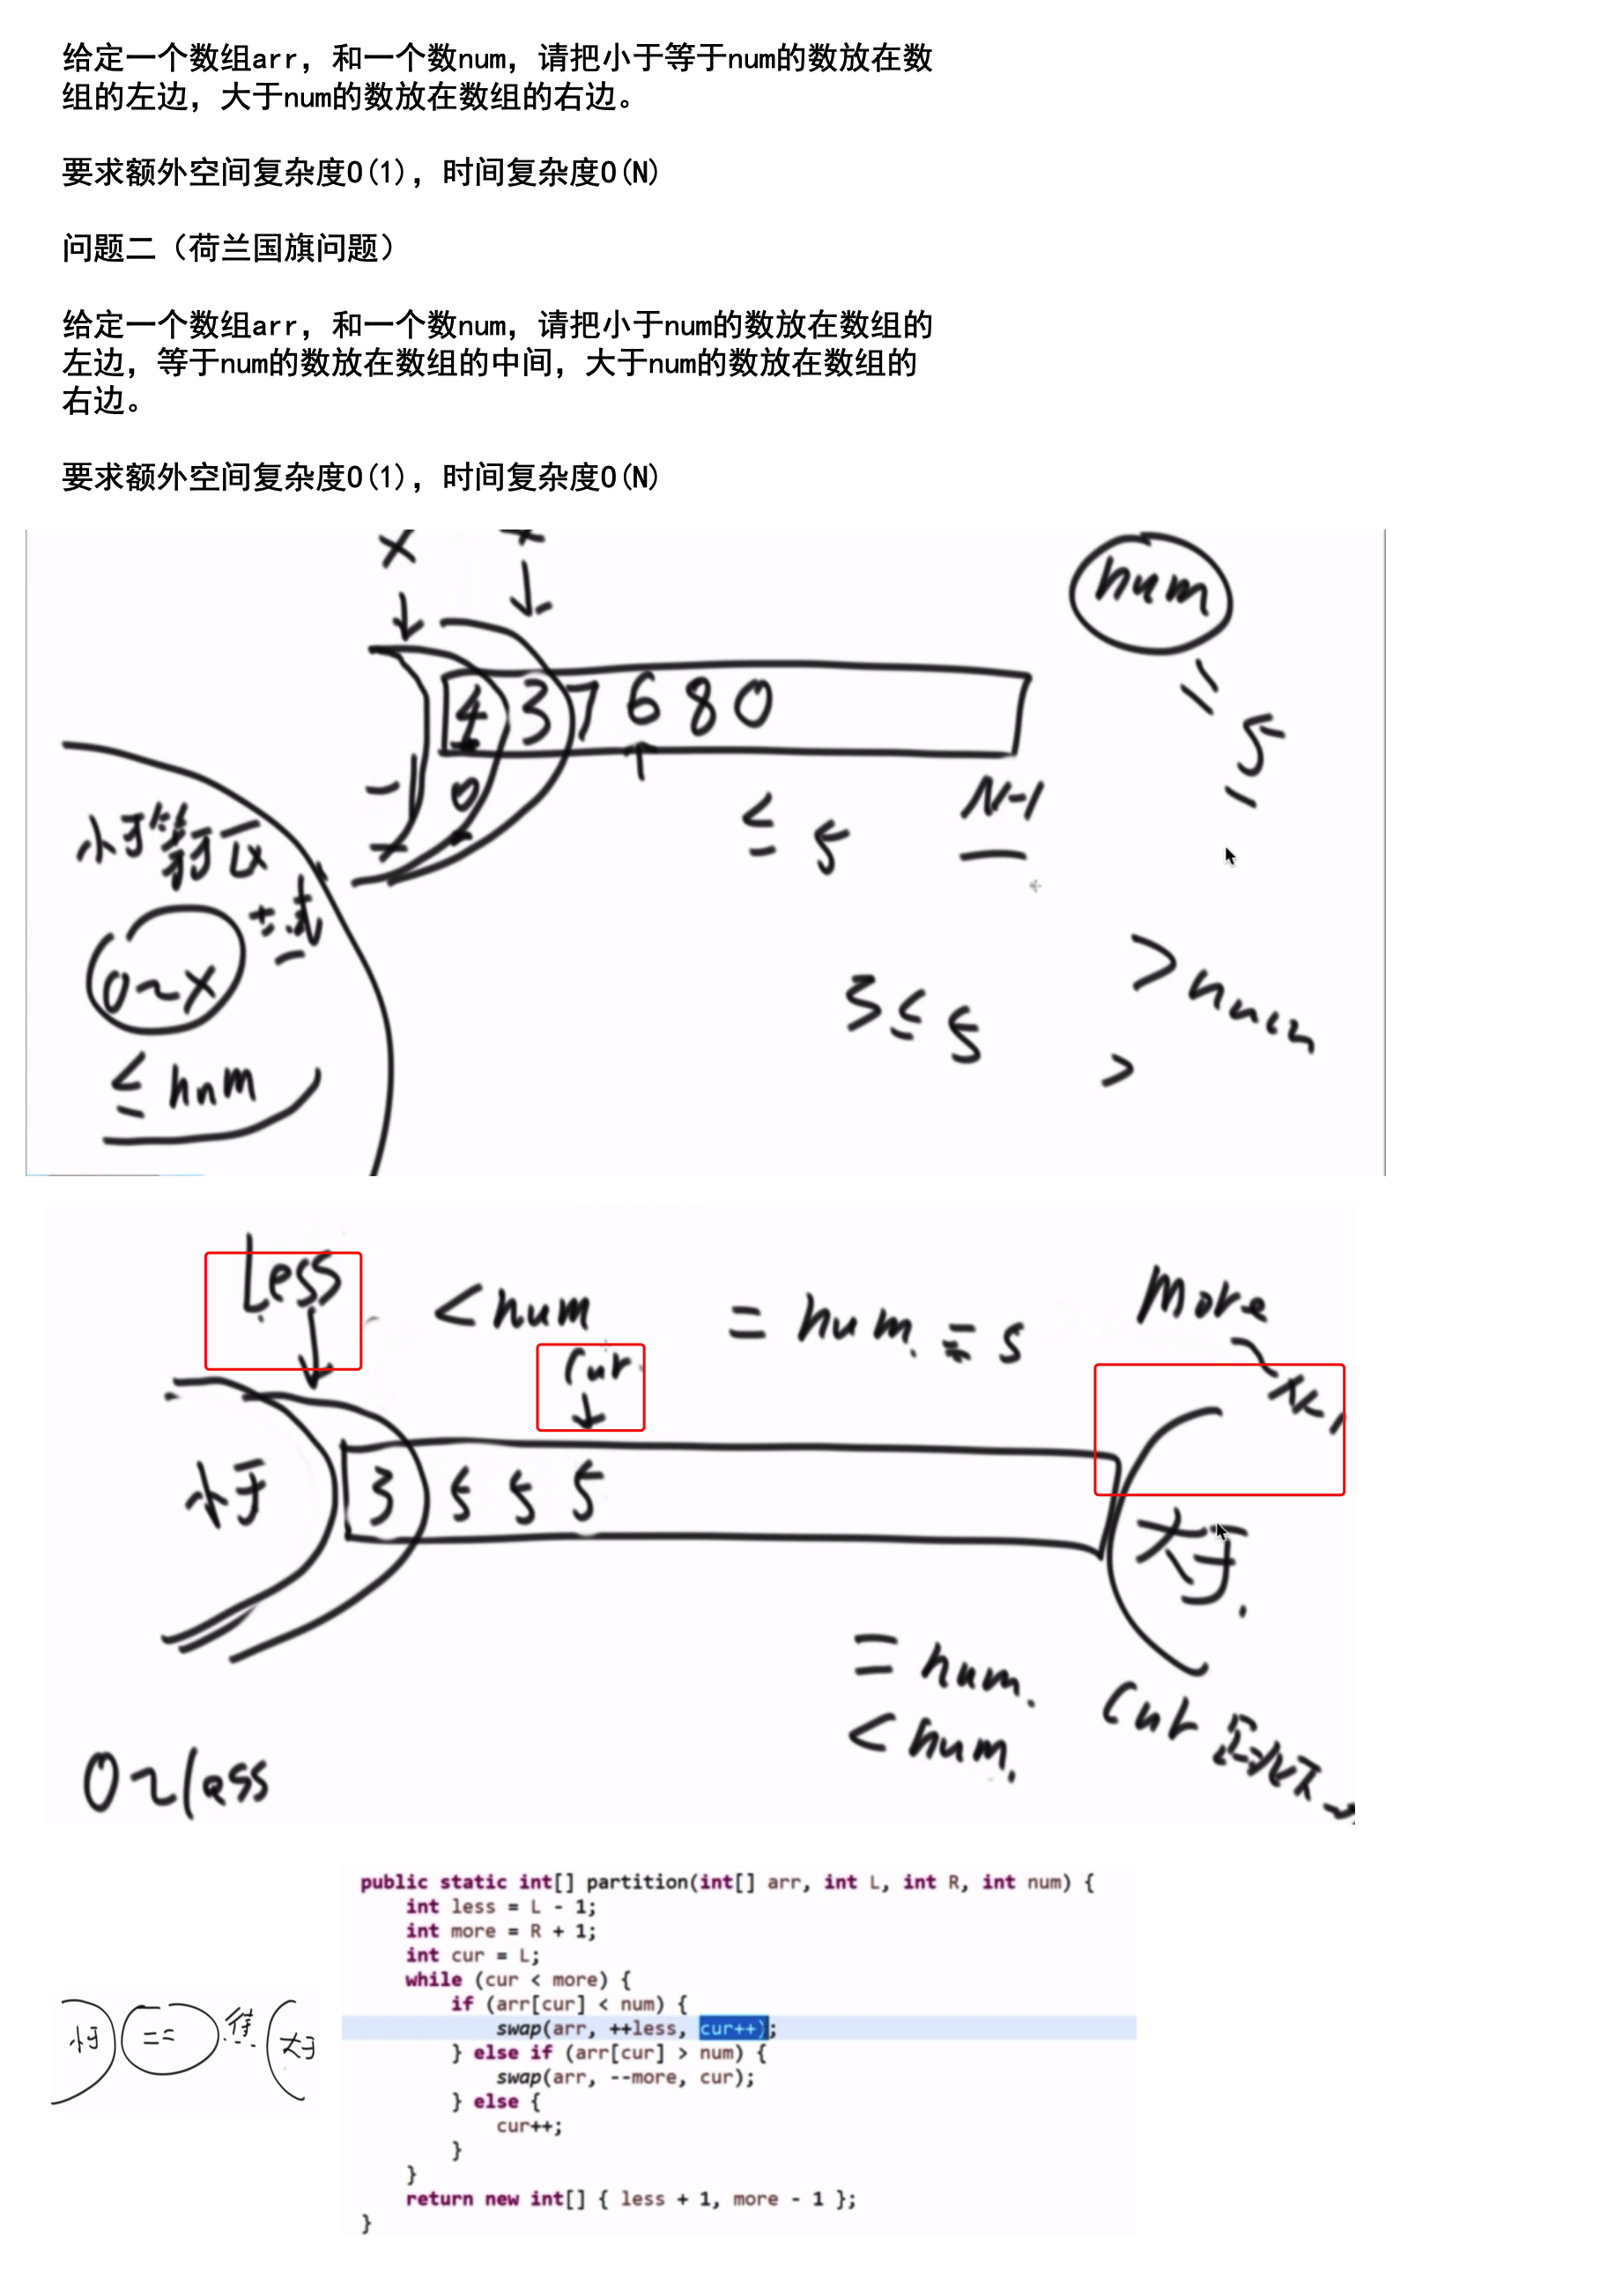 给定一个数组arr，和一个数num，请把小于等于num的数放在数
组的左边，大于num的数放在数组的右边。
要求额外空间复杂度O(1)，时间复杂度O(N)
问题二（荷兰国旗问题）
给定一个数组arr，和一个数num，请把小于num的数放在数组的
左边，等于num的数放在数组的中间，大于num的数放在数组的
右边。
要求额外空间复杂度O(1)，时间复杂度O(N)
x
num
= 5
4 3 7 6 8 0
-1 0
≤ 5
N-1
小于等于区
0~x
≤ num
3 ≤ 5
> num
>
Less
< num
= num. = 5
More
cur
小于
3 5 5 5
大于.
= num.
< num.
cur
0~less
小于 == 待 大于
public static int[] partition(int[] arr, int L, int R, int num) {
int less = L - 1;
int more = R + 1;
int cur = L;
while (cur < more) {
if (arr[cur] < num) {
swap(arr, ++less, cur++);
} else if (arr[cur] > num) {
swap(arr, --more, cur);
} else {
cur++;
}
}
return new int[] { less + 1, more - 1 };
}